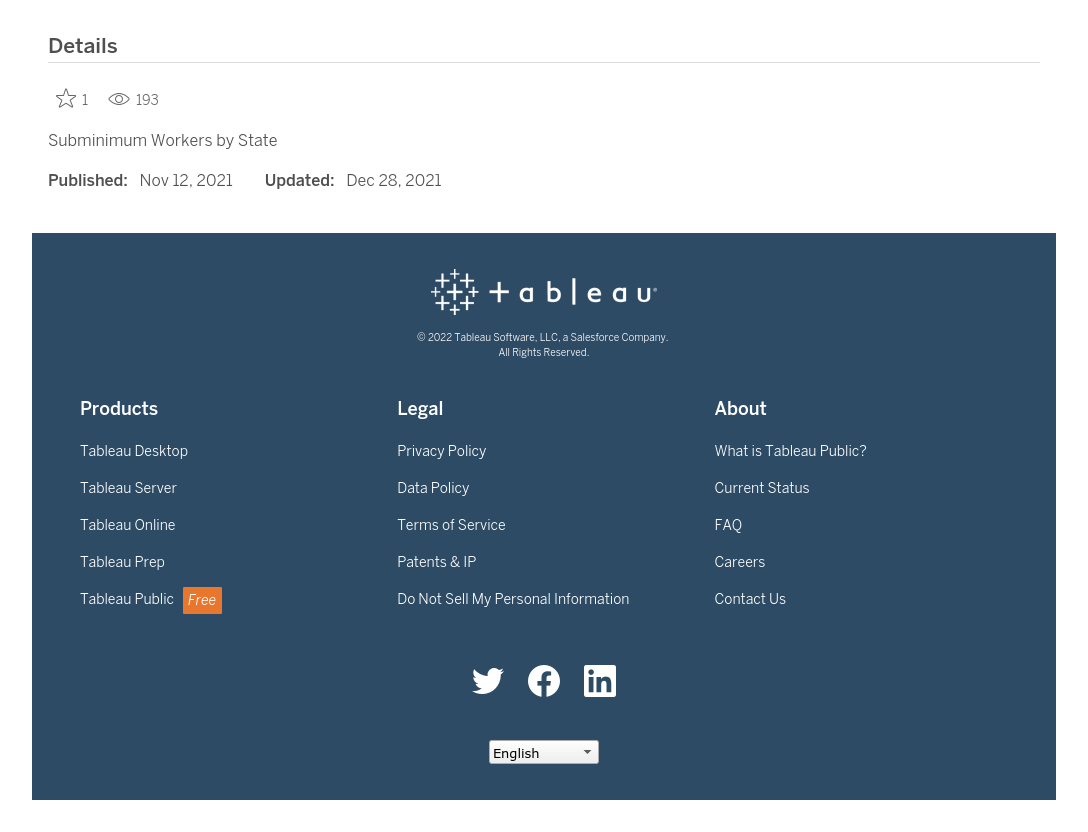 Details
1 193
Subminimum Workers by State
Published: Nov 12, 2021 Updated: Dec 28, 2021
+ableau®
© 2022 Tableau Software, LLC, a Salesforce Company.
All Rights Reserved.
Products
Tableau Desktop
Tableau Server
Tableau Online
Tableau Prep
Tableau Public Free
Legal
Privacy Policy
Data Policy
Terms of Service
Patents & IP
Do Not Sell My Personal Information
About
What is Tableau Public?
Current Status
FAQ
Careers
Contact Us
in
English